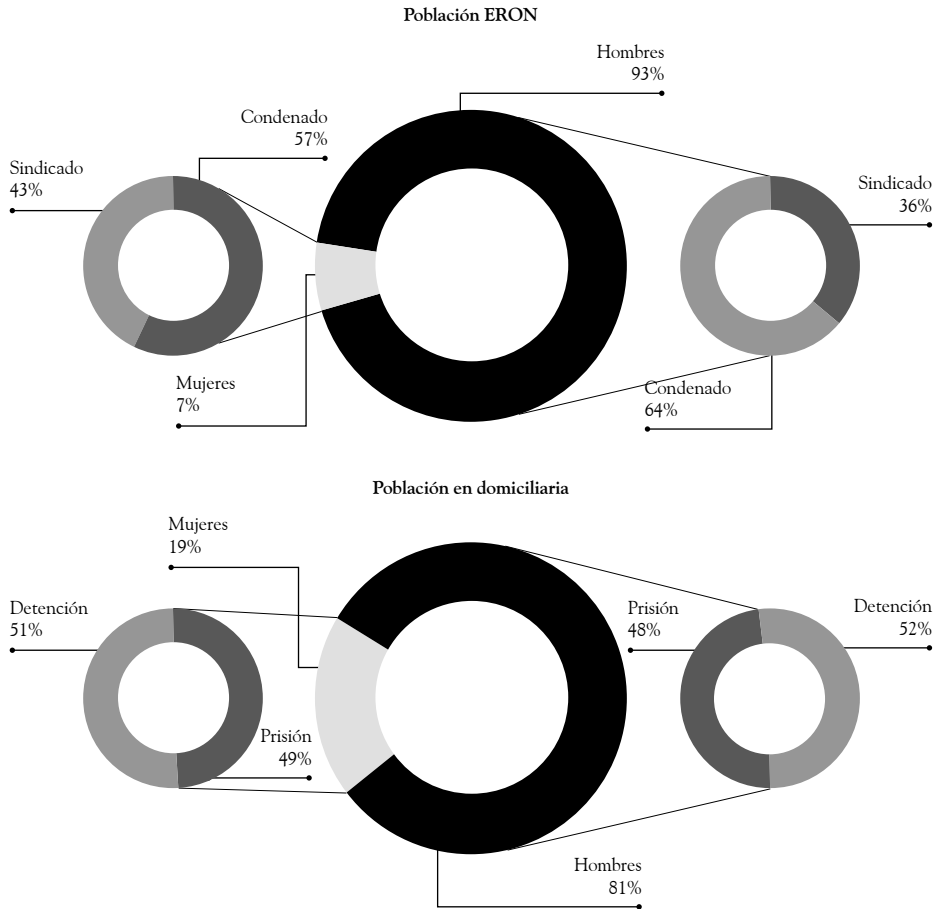 Población ERON
Hombres
93%
Condenado
57%
Sindicado
43%
Sindicado
36%
Mujeres
7%
Condenado
64%
Población en domiciliaria
Mujeres
19%
Detención
51%
Prisión
48%
Detención
52%
Prisión
49%
Hombres
81%